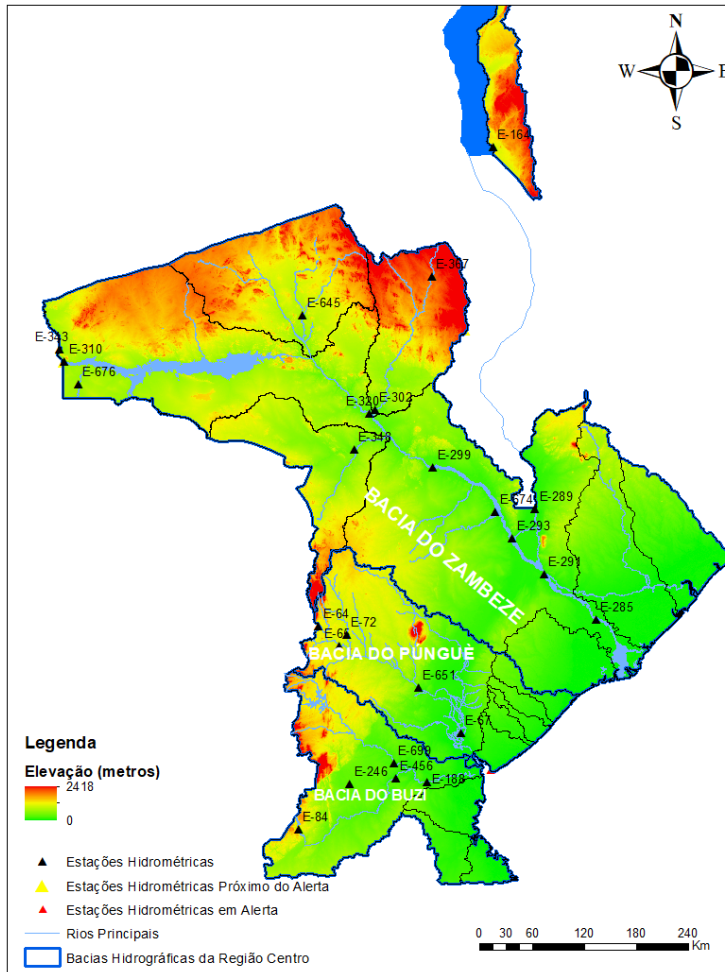 N
W
E
S
E-164
E-367
E-645
E-343
E-310
E-676
E-320
E-302
E-348
E-299
E-674
E-289
E-293
BACIA DO ZAMBEZE
E-291
E-285
E-64
E-72
E-65
BACIA DO PÚNGUÈ
E-651
E-67
E-699
E-456
E-246
E-188
BACIA DO BUZI
E-84
Legenda
Elevação (metros)
2418
0
Estações Hidrométricas
Estações Hidrométricas Próximo do Alerta
Estações Hidrométricas em Alerta
Rios Principais
Bacias Hidrográficas da Região Centro
0 30 60 120 180 240
Km